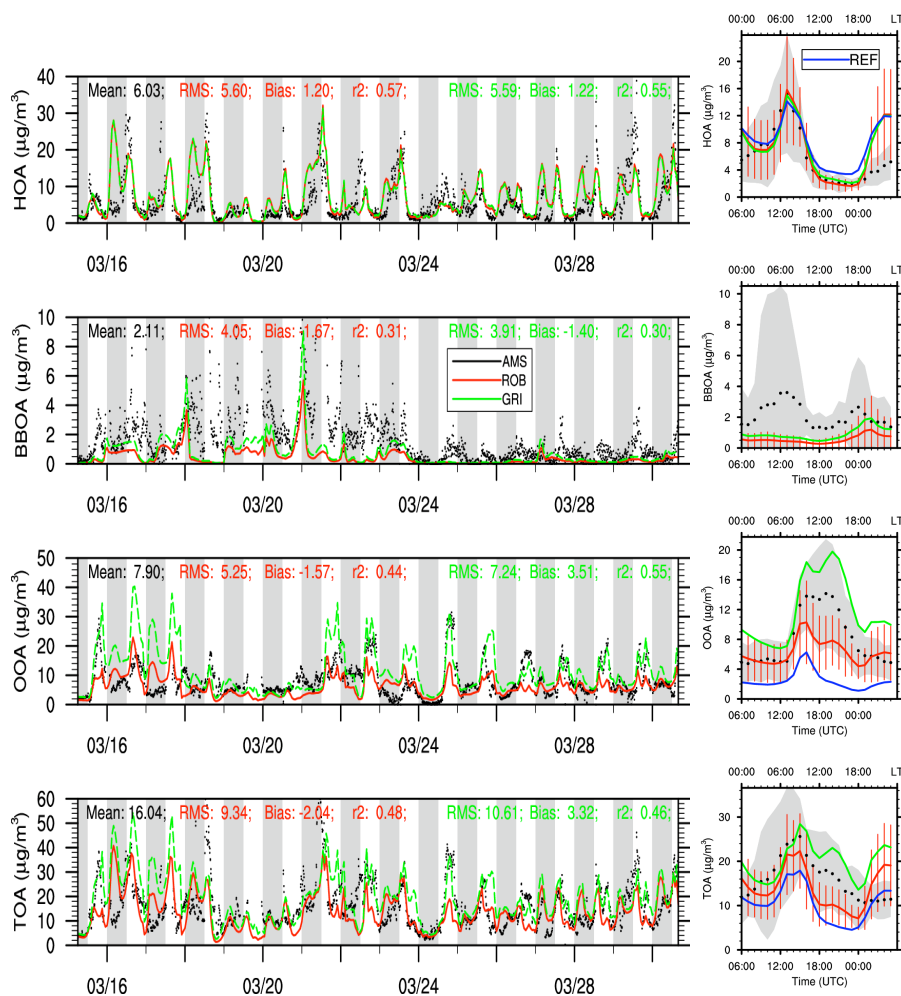 00:00 12:00 18:00 LT
40
30
20
10
0
HOA (µg/m³)
Mean: 6.03; RMS: 5.60; Bias: 1.20; r2: 0.57; RMS: 5.59; Bias: 1.22; r2: 0.55;
03/16 03/20 03/24 03/28
REF
20
16
12
8
4
0
HOA (µg/m³)
06:00 12:00 18:00 00:00
Time (UTC)
00:00 06:00 12:00 18:00 LT
10
8
6
4
2
0
BBOA (µg/m³)
Mean: 2.11; RMS: 4.05; Bias: -1.67; r2: 0.31; RMS: 3.91; Bias: -1.40; r2: 0.30;
AMS
ROB
GRI
03/16 03/20 03/24 03/28
10
8
6
4
2
0
BBOA (µg/m³)
06:00 12:00 18:00 00:00
Time (UTC)
00:00 06:00 12:00 18:00 LT
50
40
30
20
10
0
OOA (µg/m³)
Mean: 7.90; RMS: 5.25; Bias: -1.57; r2: 0.44; RMS: 7.24; Bias: 3.51; r2: 0.55;
03/16 03/20 03/24 03/28
20
16
12
8
4
0
OOA (µg/m³)
06:00 12:00 18:00 00:00
Time (UTC)
00:00 06:00 12:00 18:00 LT
60
50
40
30
20
10
0
TOA (µg/m³)
Mean: 16.04; RMS: 9.34; Bias: -2.04; r2: 0.48; RMS: 10.61; Bias: 3.32; r2: 0.46;
03/16 03/20 03/24 03/28
30
20
10
0
TOA (µg/m³)
06:00 12:00 18:00 00:00
Time (UTC)